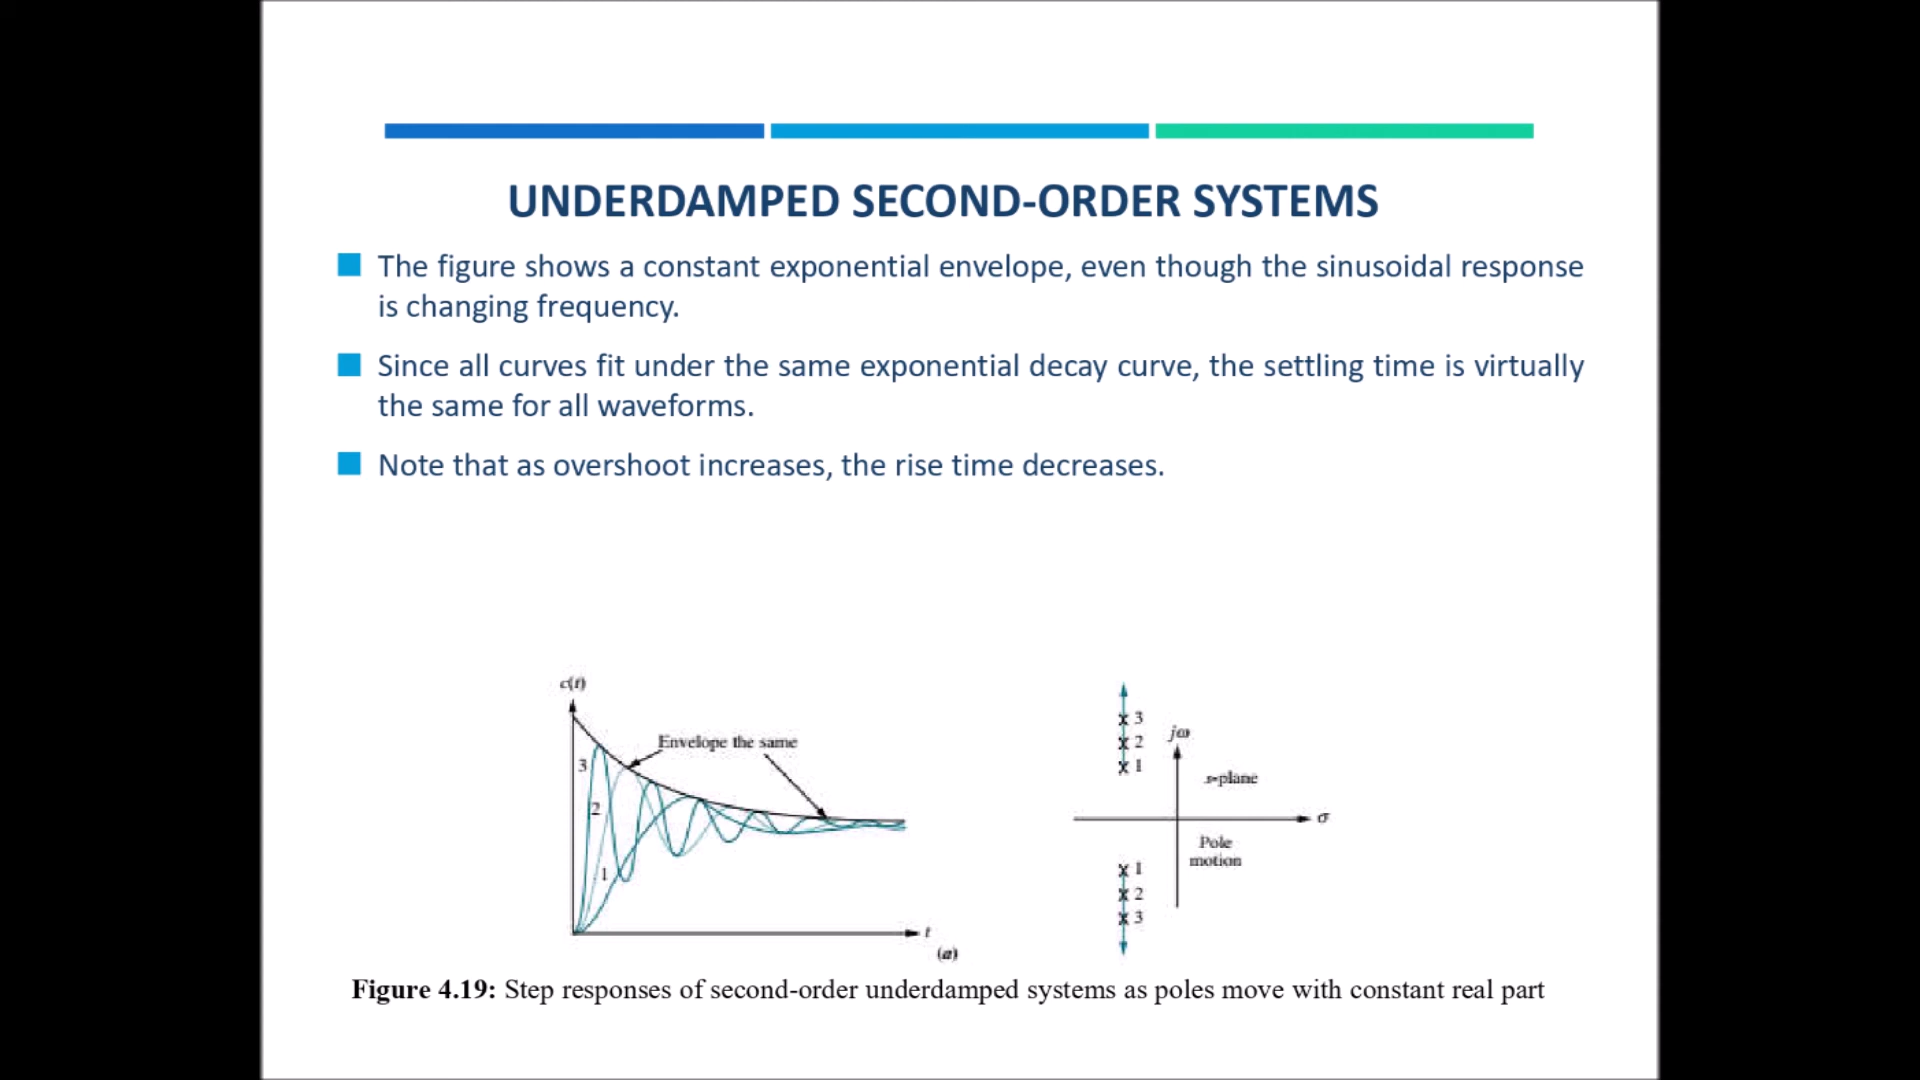 UNDERDAMPED SECOND-ORDER SYSTEMS
The figure shows a constant exponential envelope, even though the sinusoidal response
is changing frequency.
Since all curves fit under the same exponential decay curve, the settling time is virtually
the same for all waveforms.
Note that as overshoot increases, the rise time decreases.
c(t)
Envelope the same
3
2
1
t
(a)
3
2
1
jω
s-plane
σ
Pole
motion
1
2
3
Figure 4.19: Step responses of second-order underdamped systems as poles move with constant real part